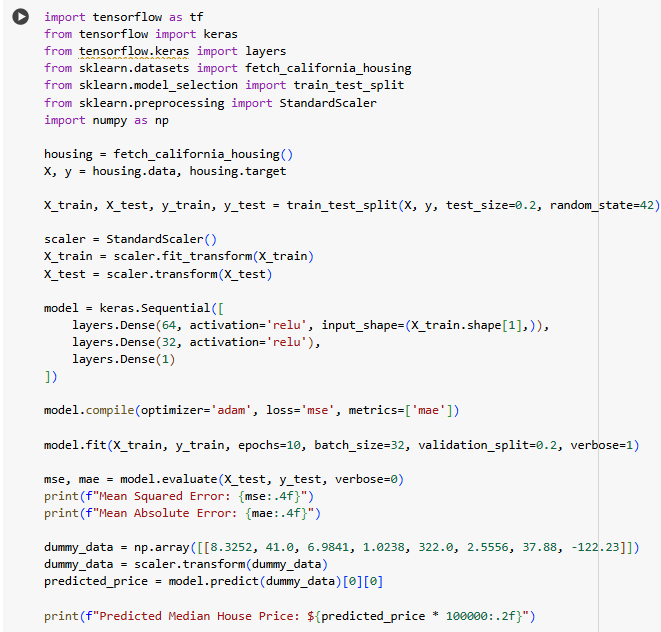 import tensorflow as tf
from tensorflow import keras
from tensorflow.keras import layers
from sklearn.datasets import fetch_california_housing
from sklearn.model_selection import train_test_split
from sklearn.preprocessing import StandardScaler
import numpy as np

housing = fetch_california_housing()
X, y = housing.data, housing.target

X_train, X_test, y_train, y_test = train_test_split(X, y, test_size=0.2, random_state=42)

scaler = StandardScaler()
X_train = scaler.fit_transform(X_train)
X_test = scaler.transform(X_test)

model = keras.Sequential([
    layers.Dense(64, activation='relu', input_shape=(X_train.shape[1],)),
    layers.Dense(32, activation='relu'),
    layers.Dense(1)
])

model.compile(optimizer='adam', loss='mse', metrics=['mae'])

model.fit(X_train, y_train, epochs=10, batch_size=32, validation_split=0.2, verbose=1)

mse, mae = model.evaluate(X_test, y_test, verbose=0)
print(f"Mean Squared Error: {mse:.4f}")
print(f"Mean Absolute Error: {mae:.4f}")

dummy_data = np.array([[8.3252, 41.0, 6.9841, 1.0238, 322.0, 2.5556, 37.88, -122.23]])
dummy_data = scaler.transform(dummy_data)
predicted_price = model.predict(dummy_data)[0][0]

print(f"Predicted Median House Price: ${predicted_price * 100000:.2f}")